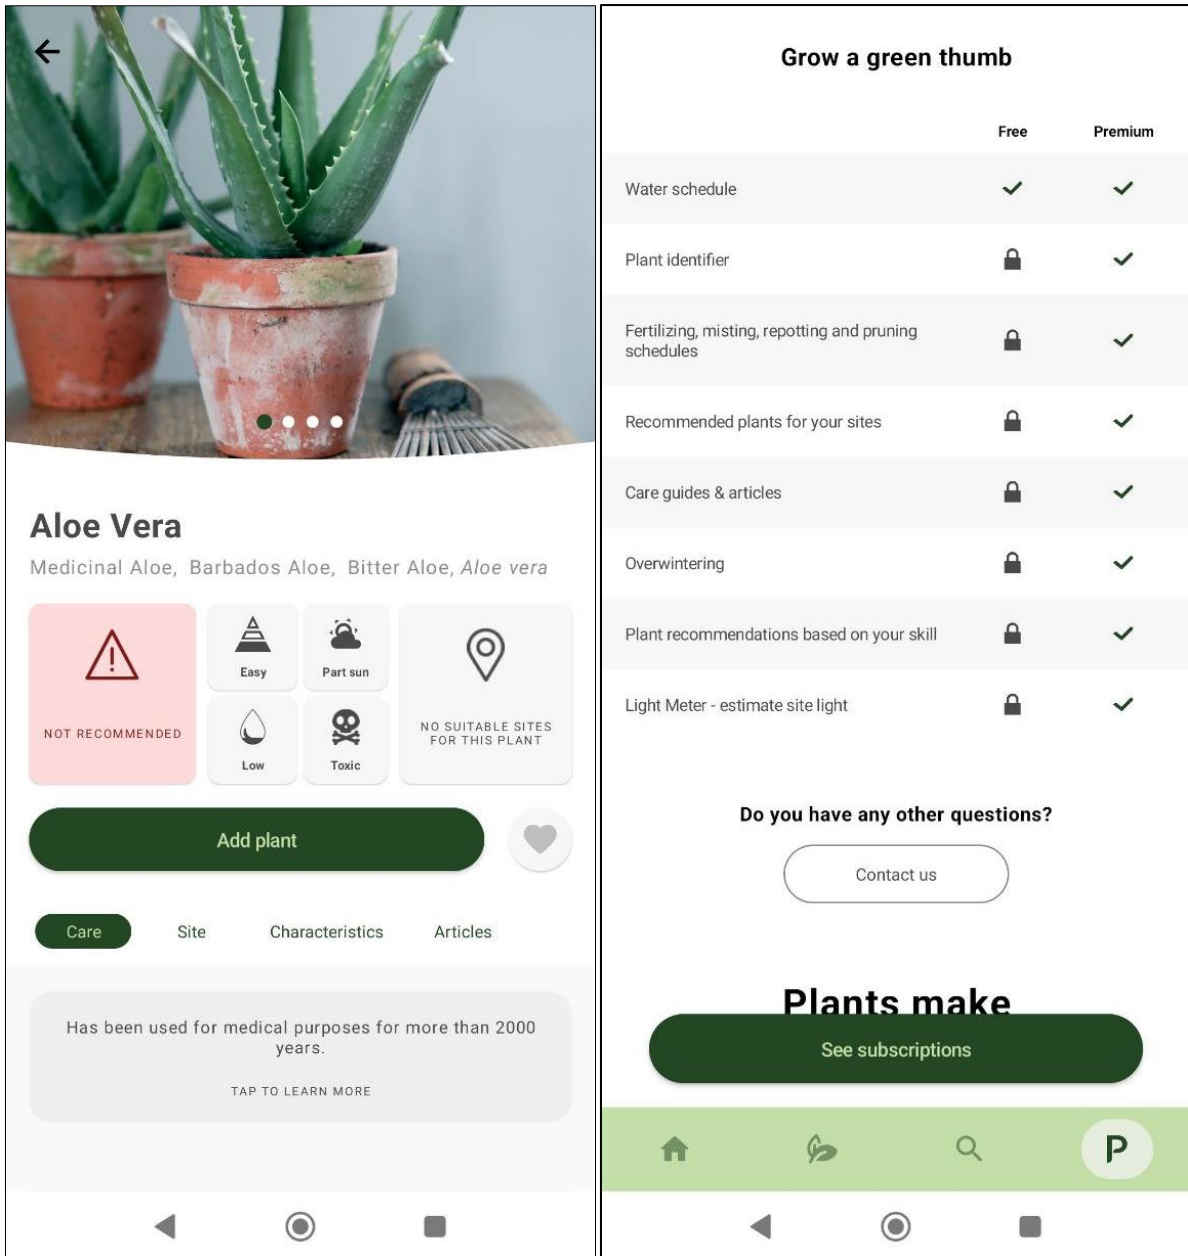 Aloe Vera
Medicinal Aloe, Barbados Aloe, Bitter Aloe, Aloe vera
NOT RECOMMENDED
Easy
Part sun
Low
Toxic
NO SUITABLE SITES
FOR THIS PLANT
Add plant
Care Site Characteristics Articles
Has been used for medical purposes for more than 2000
years.
TAP TO LEARN MORE
Grow a green thumb
Free Premium
Water schedule
Plant identifier
Fertilizing, misting, repotting and pruning
schedules
Recommended plants for your sites
Care guides & articles
Overwintering
Plant recommendations based on your skill
Light Meter - estimate site light
Do you have any other questions?
Contact us
Plants make
See subscriptions
P